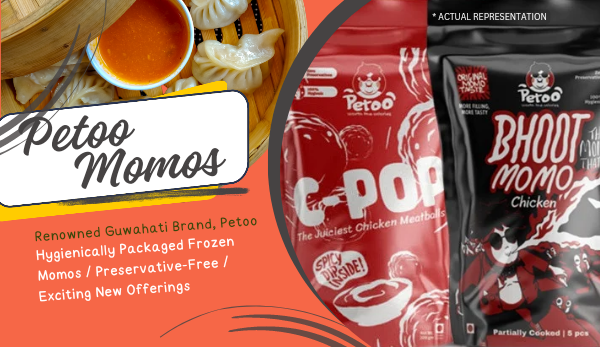 * ACTUAL REPRESENTATION
Petoo
Momos
Renowned Guwahati Brand, Petoo
Hygienically Packaged Frozen
Momos / Preservative-Free /
Exciting New Offerings
Petoo
C-POP
The Juiciest Chicken Meatballs
SPICY
DIP
INSIDE!
ORIGINAL
TASTE
MORE FILLING,
MORE TASTY
Petoo
BHOOT
MOMO
Chicken
Partially Cooked | 5 pcs